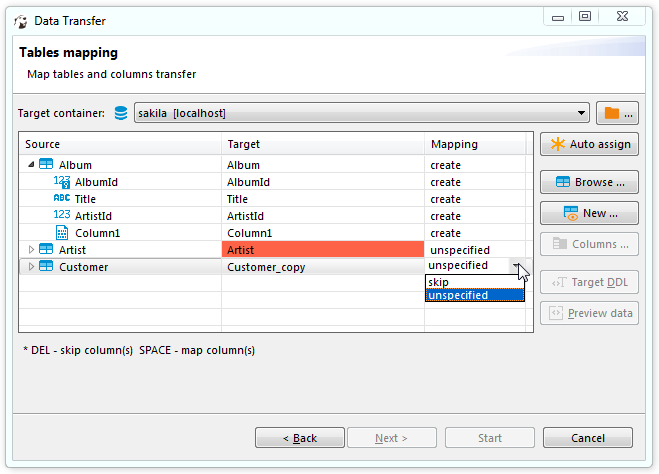 Data Transfer
Tables mapping
Map tables and columns transfer
Target container: sakila [localhost] ...
Source Target Mapping
Album Album create
123 AlbumId AlbumId create
ABC Title Title create
123 ArtistId ArtistId create
Column1 Column1 create
Artist Artist unspecified
Customer Customer_copy unspecified
skip
unspecified
Auto assign
Browse ...
New ...
Columns ...
Target DDL
Preview data
* DEL - skip column(s) SPACE - map column(s)
< Back Next > Start Cancel